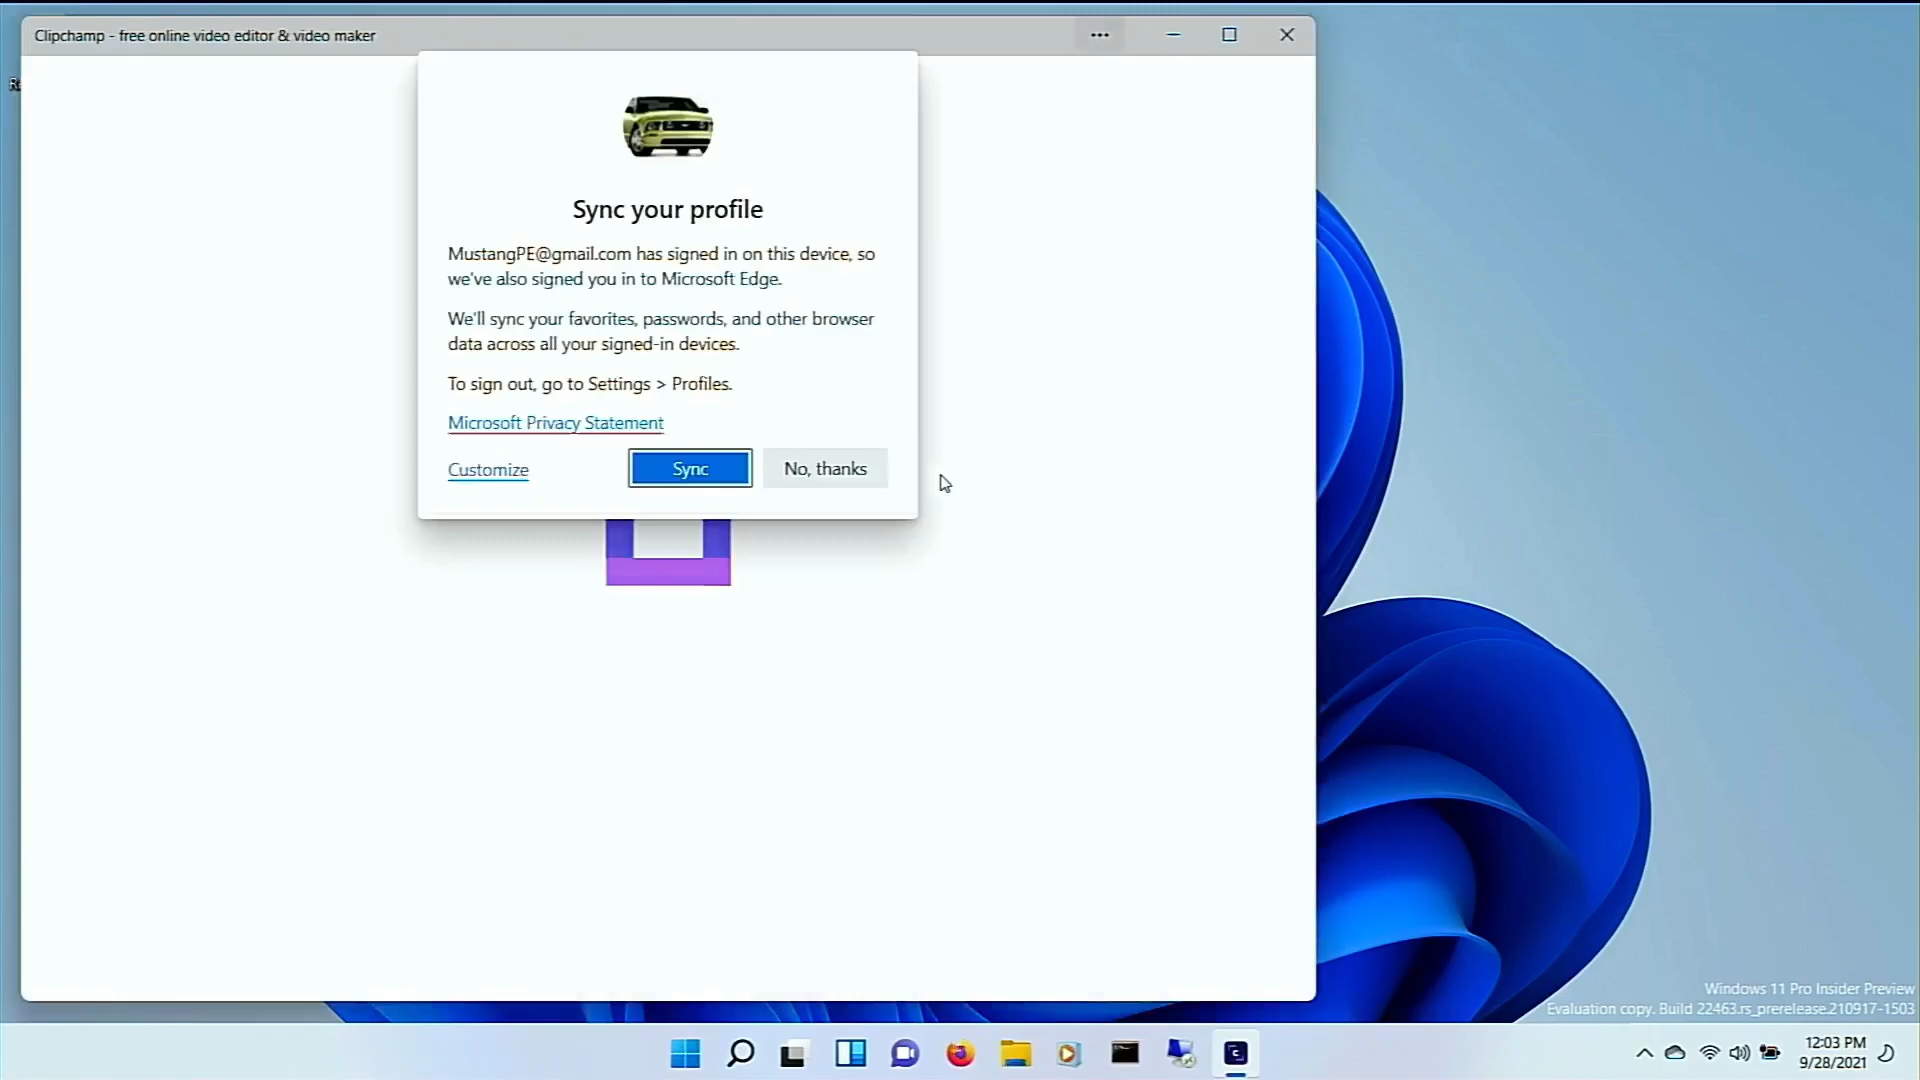 Clipchamp - free online video editor & video maker
Sync your profile
MustangPE@gmail.com has signed in on this device, so
we've also signed you in to Microsoft Edge.
We'll sync your favorites, passwords, and other browser
data across all your signed-in devices.
To sign out, go to Settings > Profiles.
Microsoft Privacy Statement
Customize
Sync
No, thanks
Windows 11 Pro Insider Preview
Evaluation copy. Build 22463.rs_prerelease.210917-1503
12:03 PM
9/28/2021